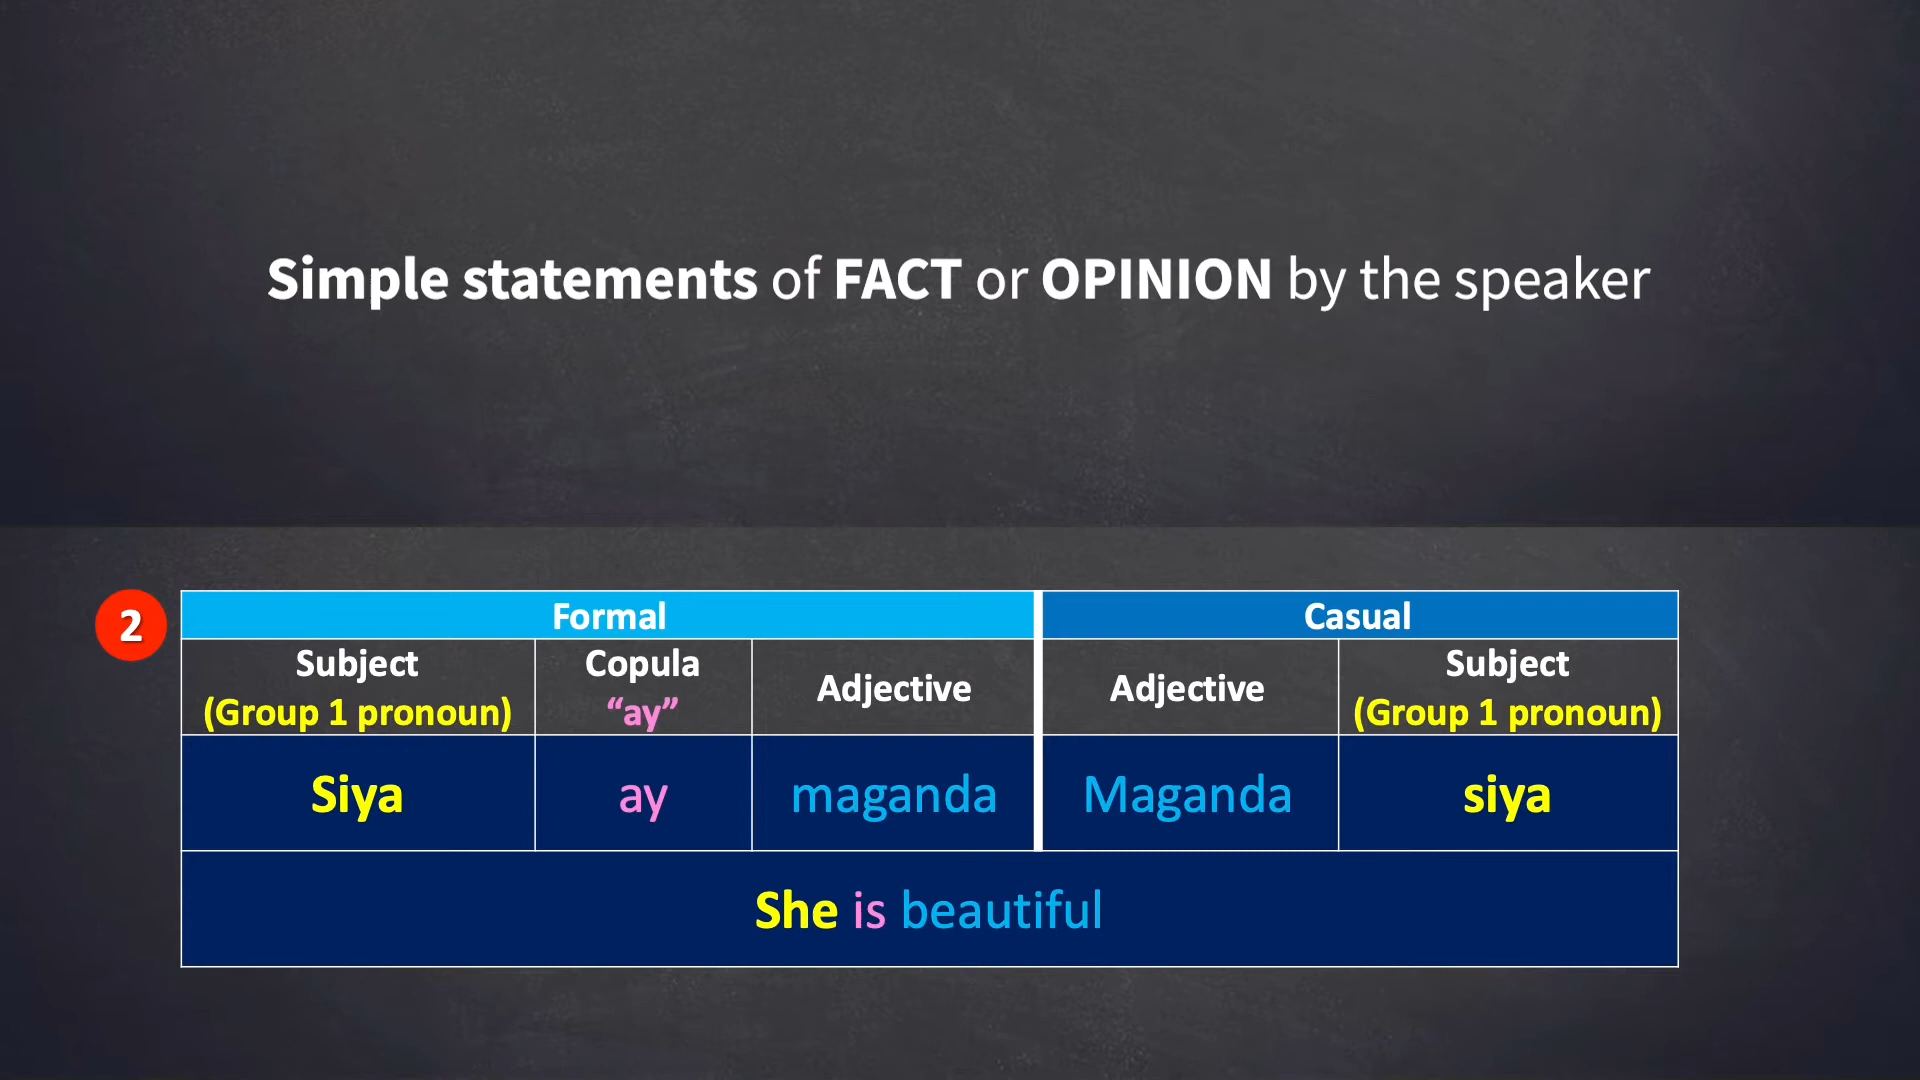 Simple statements of FACT or OPINION by the speaker
2
Formal
Casual
Subject
(Group 1 pronoun)
Copula
“ay”
Adjective
Adjective
Subject
(Group 1 pronoun)
Siya
ay
maganda
Maganda
siya
She is beautiful